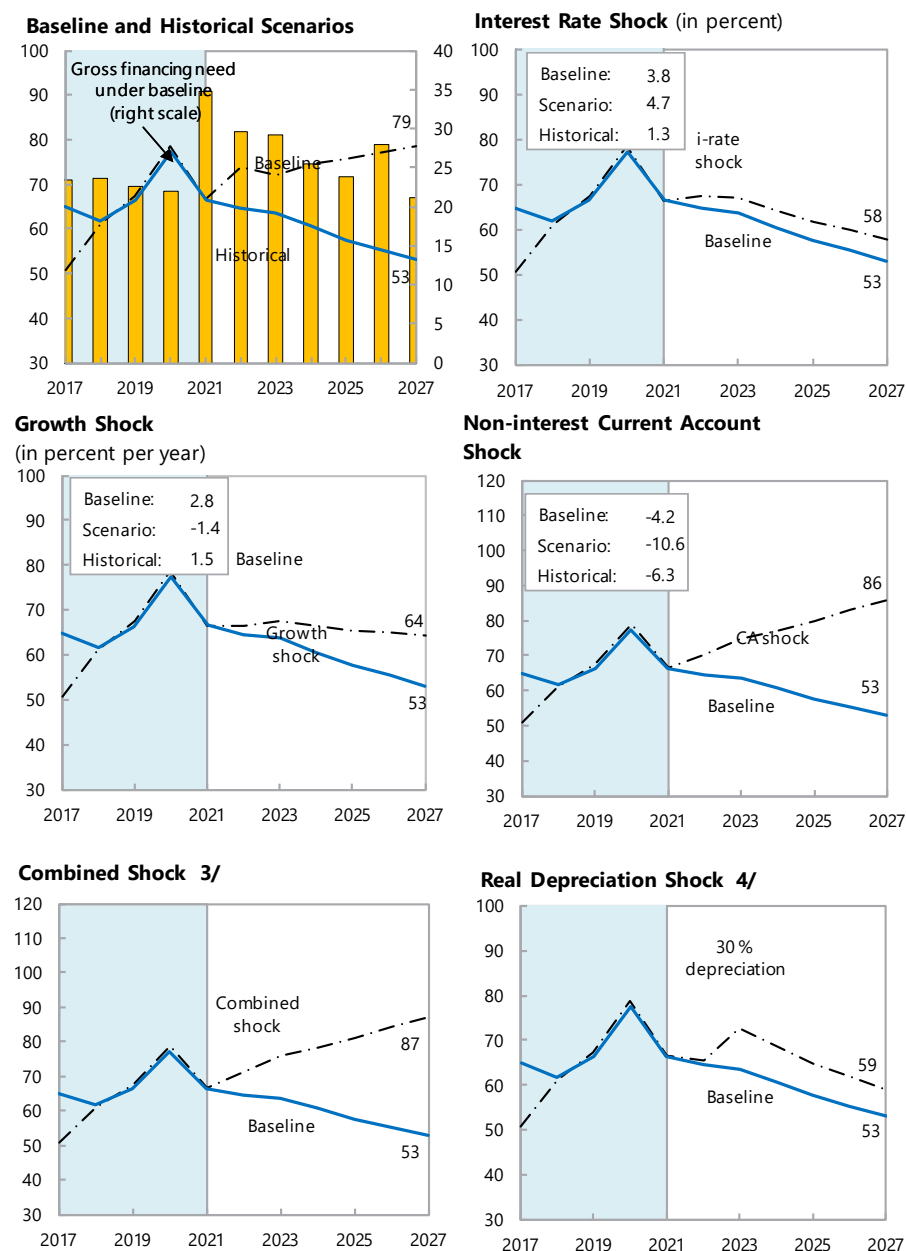 Baseline and Historical Scenarios
100
90
80
70
60
50
40
30
40
35
30
25
20
15
10
5
0
Gross financing need
under baseline
(right scale)
79
Baseline
Historical
53
2017 2019 2021 2023 2025 2027
Interest Rate Shock (in percent)
100
90
80
70
60
50
40
30
Baseline: 3.8
Scenario: 4.7
Historical: 1.3
i-rate
shock
58
Baseline
53
2017 2019 2021 2023 2025 2027
Growth Shock
(in percent per year)
100
90
80
70
60
50
40
30
Baseline: 2.8
Scenario: -1.4
Historical: 1.5
Baseline
64
Growth
shock
53
2017 2019 2021 2023 2025 2027
Non-interest Current Account
Shock
120
110
100
90
80
70
60
50
40
30
Baseline: -4.2
Scenario: -10.6
Historical: -6.3
86
CA shock
53
Baseline
2017 2019 2021 2023 2025 2027
Combined Shock 3/
120
110
100
90
80
70
60
50
40
30
Combined
shock
87
Baseline
53
2017 2019 2021 2023 2025 2027
Real Depreciation Shock 4/
100
90
80
70
60
50
40
30
30 %
depreciation
59
Baseline
53
2017 2019 2021 2023 2025 2027